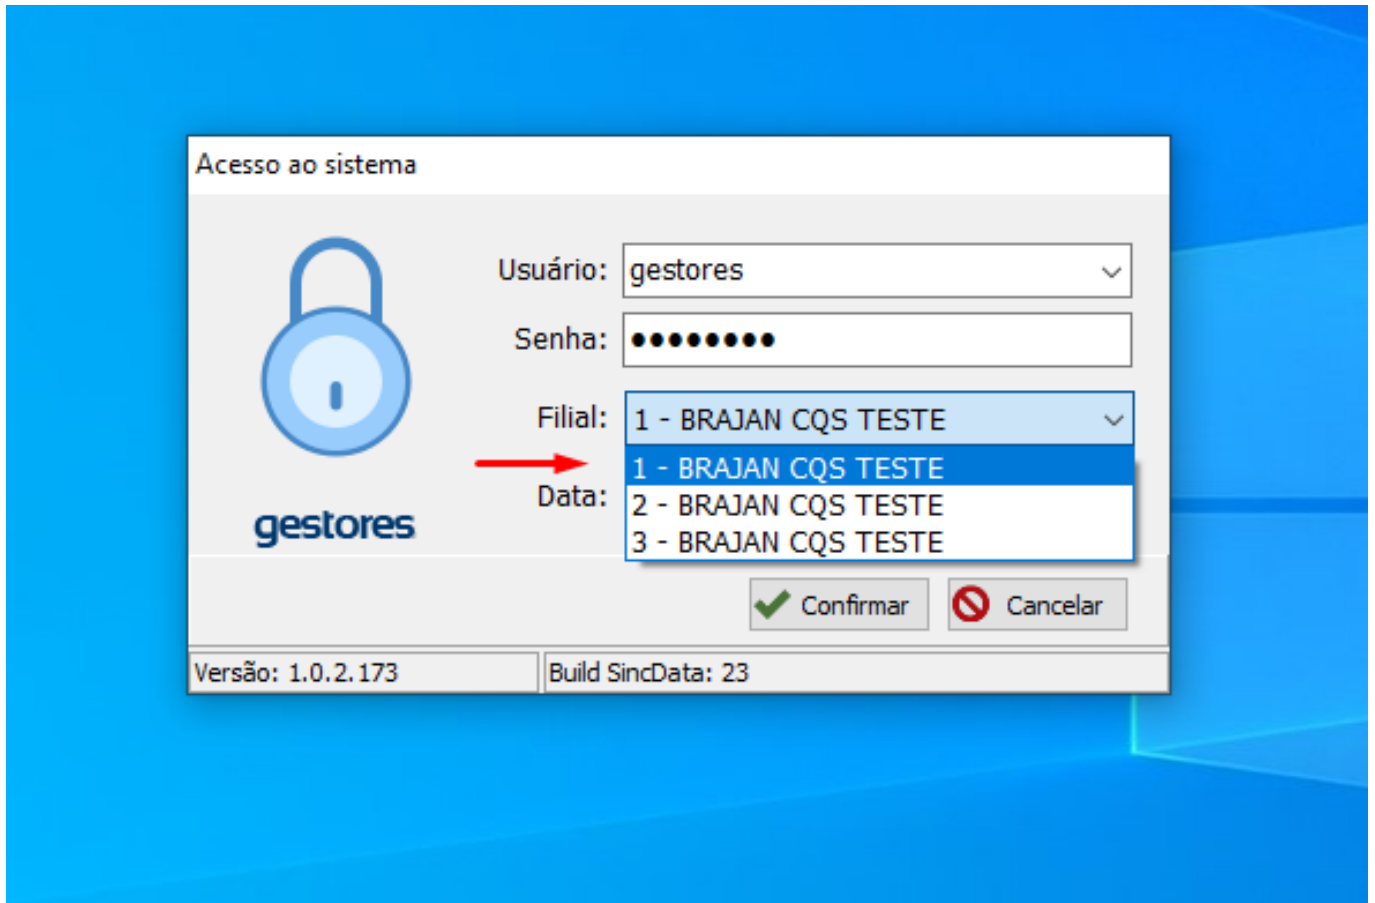 Acesso ao sistema
Usuário: gestores
Senha: ●●●●●●●●
Filial: 1 - BRAJAN CQS TESTE
1 - BRAJAN CQS TESTE
Data:
2 - BRAJAN CQS TESTE
3 - BRAJAN CQS TESTE
gestores
Confirmar Cancelar
Versão: 1.0.2.173 Build SincData: 23